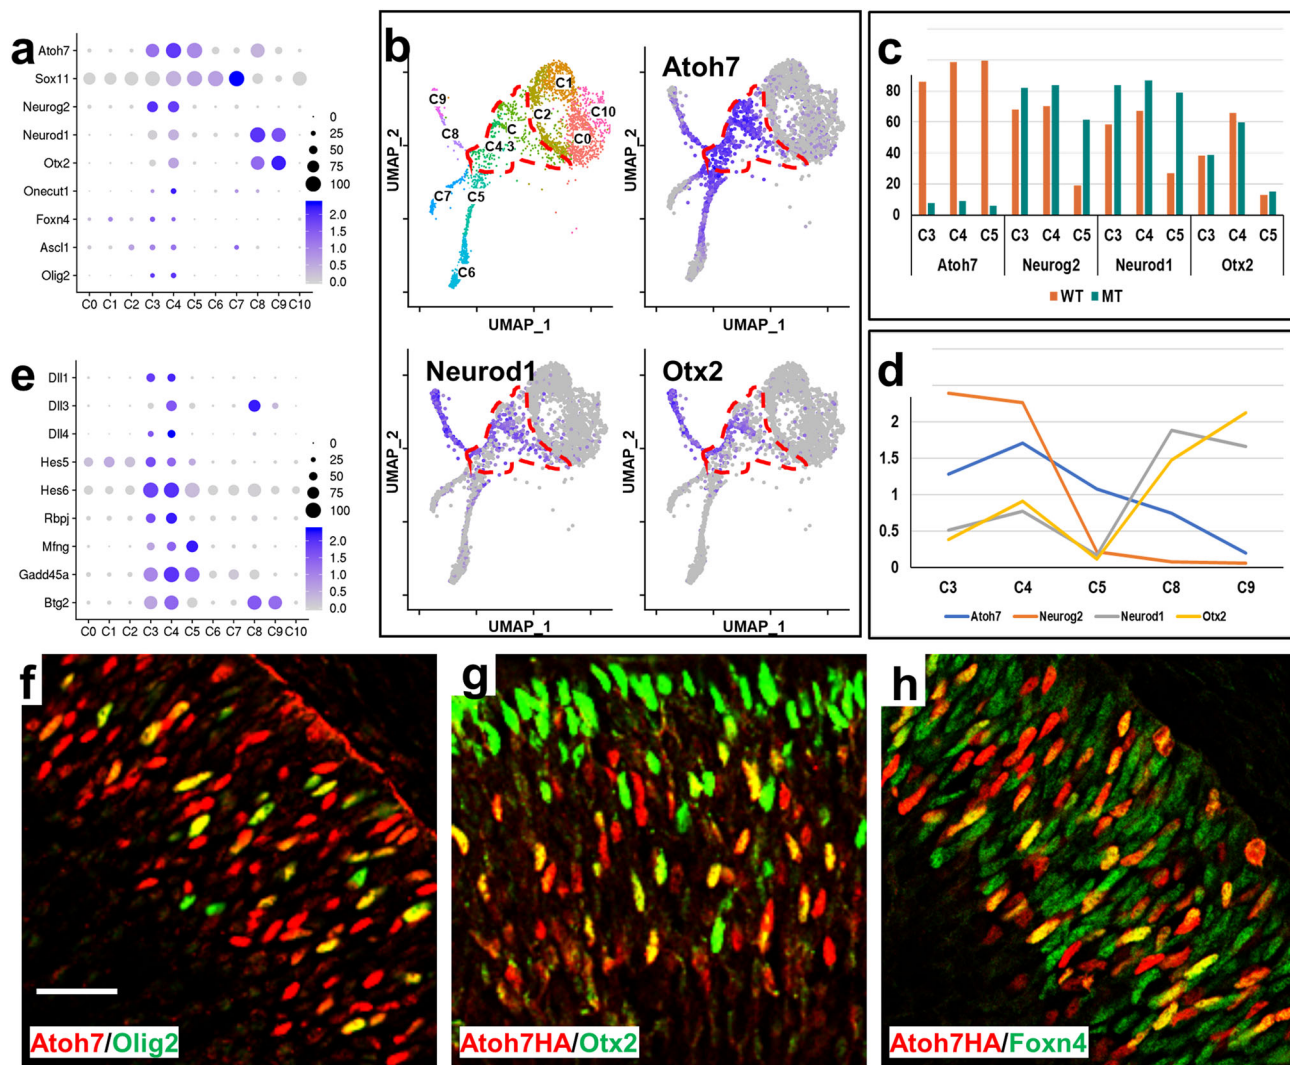 a
Atoh7
Sox11
Neurog2
Neurod1
Otx2
Onecut1
Foxn4
Ascl1
Olig2
C0 C1 C2 C3 C4 C5 C6 C7 C8 C9 C10
0
25
50
75
100
2.0
1.5
1.0
0.5
0.0
b
C9
C8
C7
C1
C2
C10
C0
C
C4 3
C5
C6
UMAP_2
UMAP_1
Atoh7
UMAP_2
UMAP_1
Neurod1
UMAP_2
UMAP_1
Otx2
UMAP_2
UMAP_1
c
80
60
40
20
0
C3 C4 C5 C3 C4 C5 C3 C4 C5 C3 C4 C5
Atoh7 Neurog2 Neurod1 Otx2
WT MT
d
2
1.5
1
0.5
0
C3 C4 C5 C8 C9
Atoh7 Neurog2 Neurod1 Otx2
e
Dll1
Dll3
Dll4
Hes5
Hes6
Rbpj
Mfng
Gadd45a
Btg2
C0 C1 C2 C3 C4 C5 C6 C7 C8 C9 C10
0
25
50
75
100
2.0
1.5
1.0
0.5
0.0
f
Atoh7/Olig2
g
Atoh7HA/Otx2
h
Atoh7HA/Foxn4